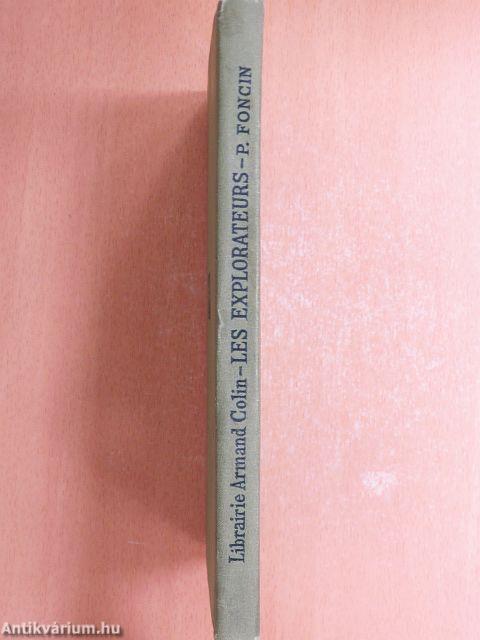 Librairie Armand Colin – LES EXPLORATEURS – P. FONCIN
Antikvárium.hu